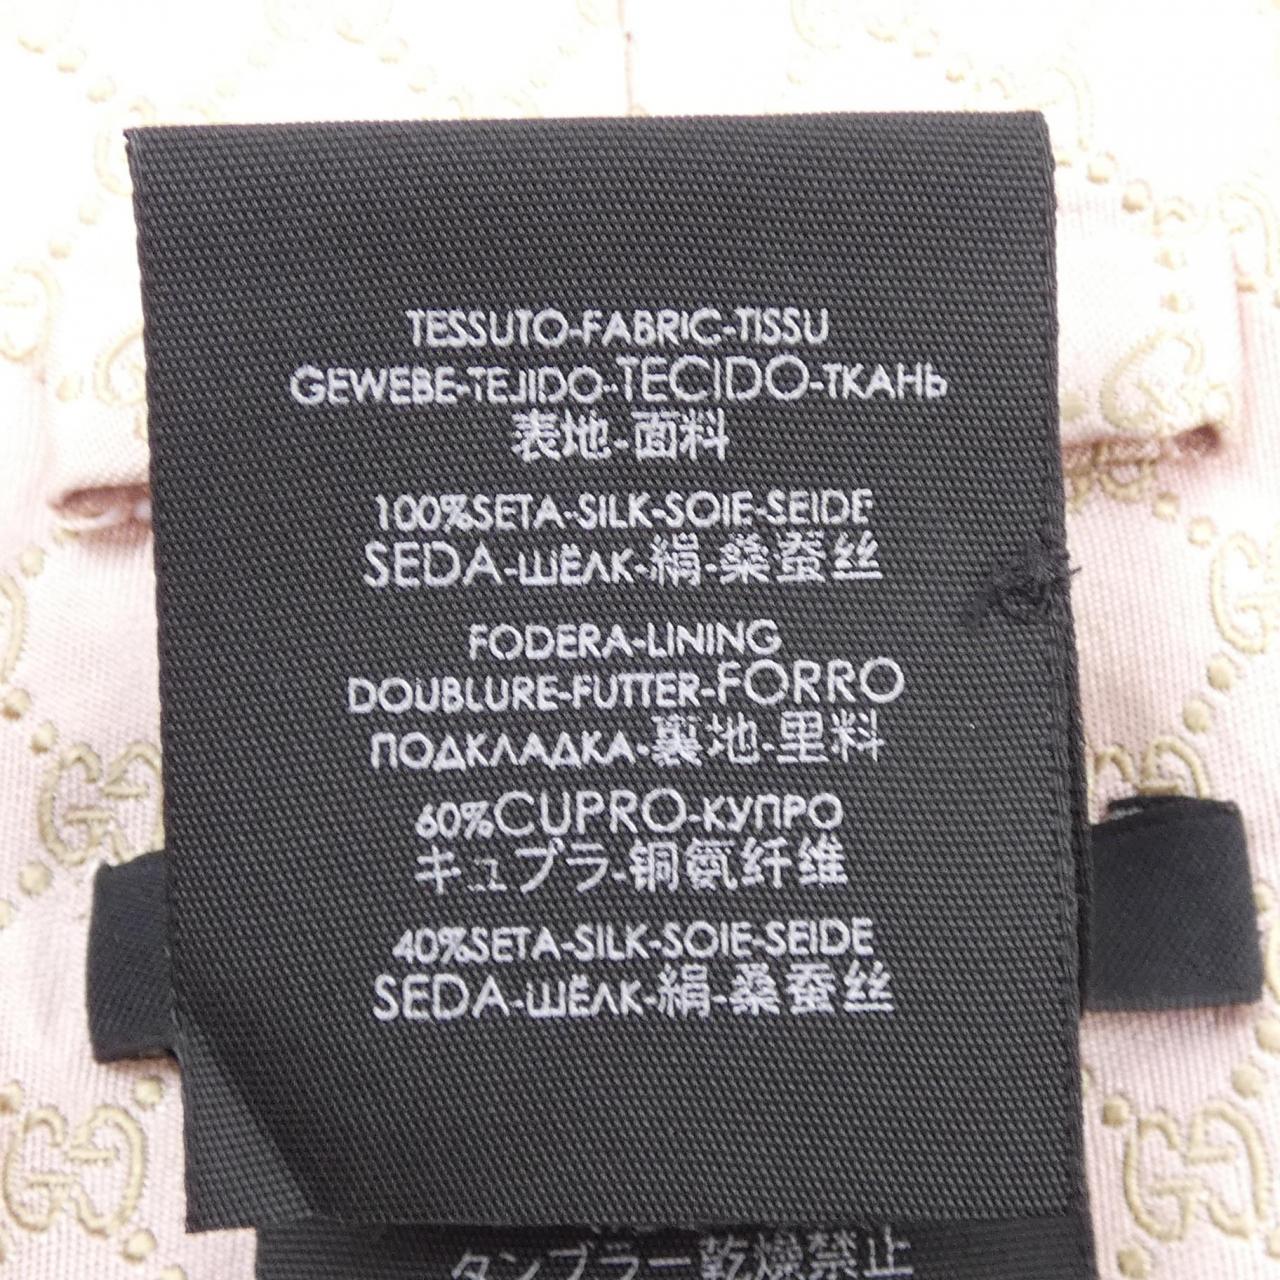 TESSUTO-FABRIC-TISSU
GEWEBE-TEJIDO-TECIDO-ТКАНЬ
表地-面料
100%SETA-SILK-SOIE-SEIDE
SEDA-ШЁЛК-絹-桑蚕丝
FODERA-LINING
DOUBLURE-FUTTER-FORRO
ПОДКЛАДКА-裏地-里料
60%CUPRO-КУПРО
キュプラ-铜氨纤维
40%SETA-SILK-SOIE-SEIDE
SEDA-ШЁЛК-絹-桑蚕丝
タンブラー乾燥禁止